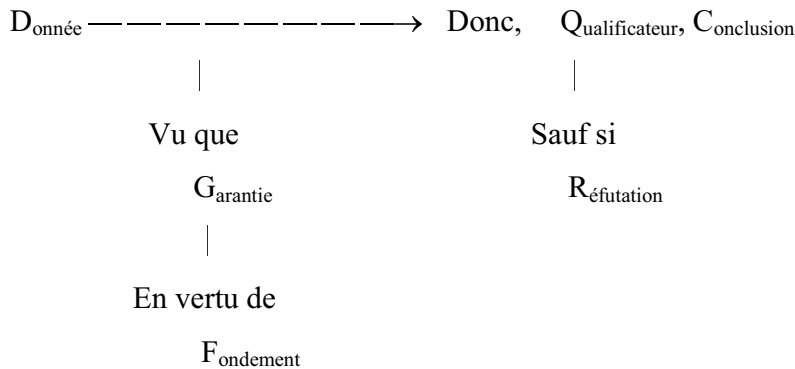 Donnée Donc, Qualificateur, Conclusion
Vu que Sauf si
Garantie Réfutation
En vertu de
Fondement